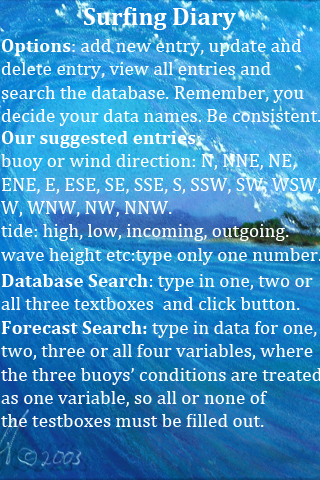 Surfing Diary
Options: add new entry, update and
delete entry, view all entries and
search the database. Remember, you
decide your data names. Be consistent.
Our suggested entries:
buoy or wind direction: N, NNE, NE,
ENE, E, ESE, SE, SSE, S, SSW, SW, WSW,
W, WNW, NW, NNW.
tide: high, low, incoming, outgoing.
wave height etc:type only one number.
Database Search: type in one, two or
all three textboxes and click button.
Forecast Search: type in data for one,
two, three or all four variables, where
the three buoys’ conditions are treated
as one variable, so all or none of
the testboxes must be filled out.
©2003